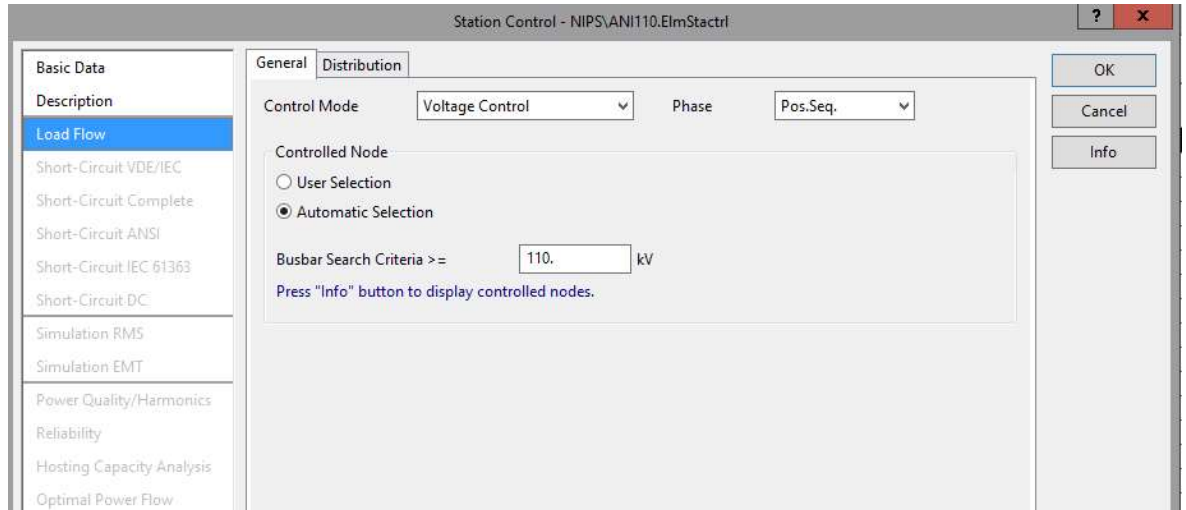 Station Control - NIPS\ANI110.ElmStactrl
? x
Basic Data
Description
Load Flow
Short-Circuit VDE/IEC
Short-Circuit Complete
Short-Circuit ANSI
Short-Circuit IEC 61363
Short-Circuit DC
Simulation RMS
Simulation EMT
Power Quality/Harmonics
Reliability
Hosting Capacity Analysis
Optimal Power Flow
General Distribution
Control Mode Voltage Control Phase Pos.Seq.
Controlled Node
User Selection
Automatic Selection
Busbar Search Criteria >= 110. kV
Press "Info" button to display controlled nodes.
OK
Cancel
Info